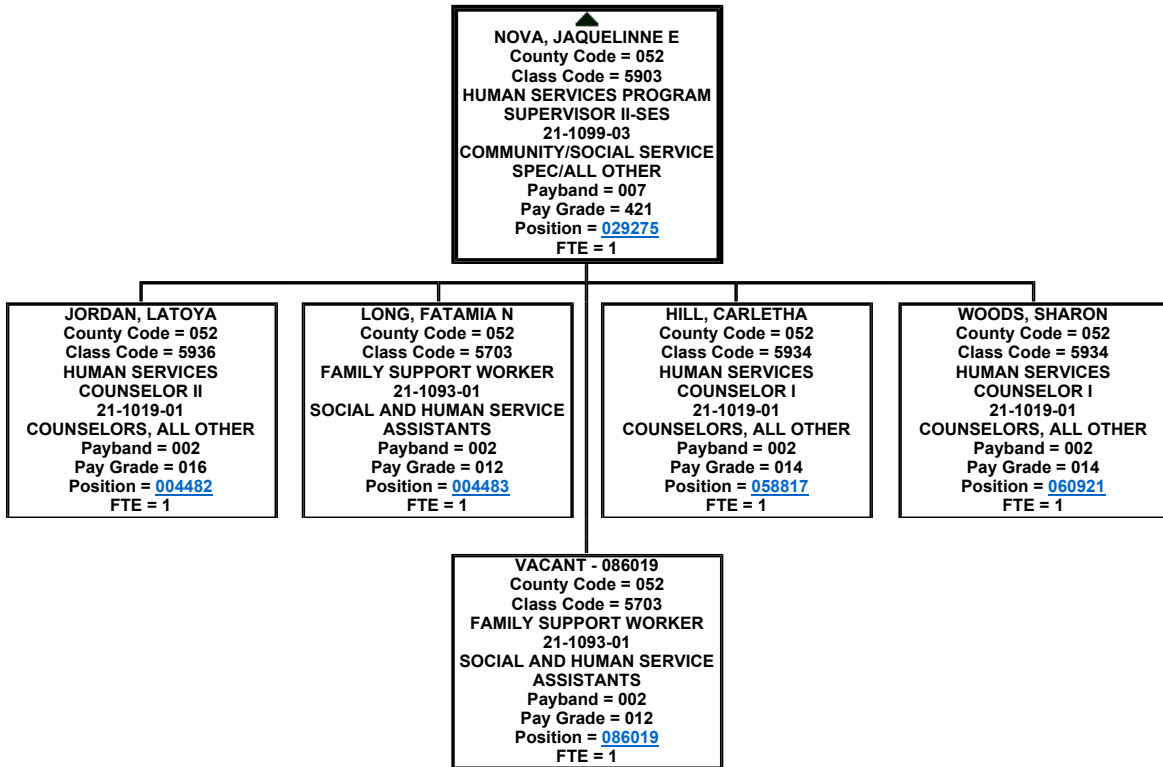 NOVA, JAQUELINNE E
County Code = 052
Class Code = 5903
HUMAN SERVICES PROGRAM
SUPERVISOR II-SES
21-1099-03
COMMUNITY/SOCIAL SERVICE
SPEC/ALL OTHER
Payband = 007
Pay Grade = 421
Position = 029275
FTE = 1
JORDAN, LATOYA
County Code = 052
Class Code = 5936
HUMAN SERVICES
COUNSELOR II
21-1019-01
COUNSELORS, ALL OTHER
Payband = 002
Pay Grade = 016
Position = 004482
FTE = 1
LONG, FATAMIA N
County Code = 052
Class Code = 5703
FAMILY SUPPORT WORKER
21-1093-01
SOCIAL AND HUMAN SERVICE
ASSISTANTS
Payband = 002
Pay Grade = 012
Position = 004483
FTE = 1
HILL, CARLETHA
County Code = 052
Class Code = 5934
HUMAN SERVICES
COUNSELOR I
21-1019-01
COUNSELORS, ALL OTHER
Payband = 002
Pay Grade = 014
Position = 058817
FTE = 1
WOODS, SHARON
County Code = 052
Class Code = 5934
HUMAN SERVICES
COUNSELOR I
21-1019-01
COUNSELORS, ALL OTHER
Payband = 002
Pay Grade = 014
Position = 060921
FTE = 1
VACANT - 086019
County Code = 052
Class Code = 5703
FAMILY SUPPORT WORKER
21-1093-01
SOCIAL AND HUMAN SERVICE
ASSISTANTS
Payband = 002
Pay Grade = 012
Position = 086019
FTE = 1